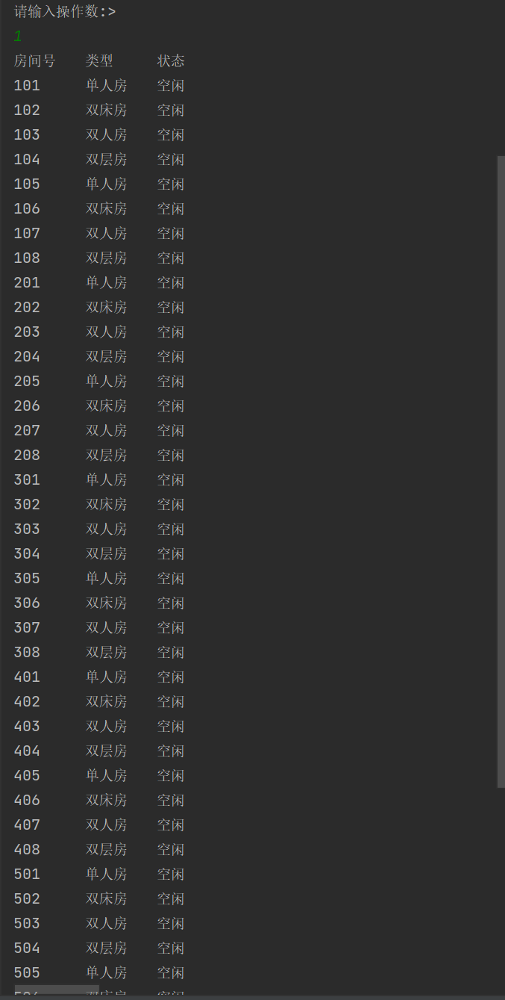 请输入操作数:>
1
房间号 类型 状态
101 单人房 空闲
102 双床房 空闲
103 双人房 空闲
104 双层房 空闲
105 单人房 空闲
106 双床房 空闲
107 双人房 空闲
108 双层房 空闲
201 单人房 空闲
202 双床房 空闲
203 双人房 空闲
204 双层房 空闲
205 单人房 空闲
206 双床房 空闲
207 双人房 空闲
208 双层房 空闲
301 单人房 空闲
302 双床房 空闲
303 双人房 空闲
304 双层房 空闲
305 单人房 空闲
306 双床房 空闲
307 双人房 空闲
308 双层房 空闲
401 单人房 空闲
402 双床房 空闲
403 双人房 空闲
404 双层房 空闲
405 单人房 空闲
406 双床房 空闲
407 双人房 空闲
408 双层房 空闲
501 单人房 空闲
502 双床房 空闲
503 双人房 空闲
504 双层房 空闲
505 单人房 空闲